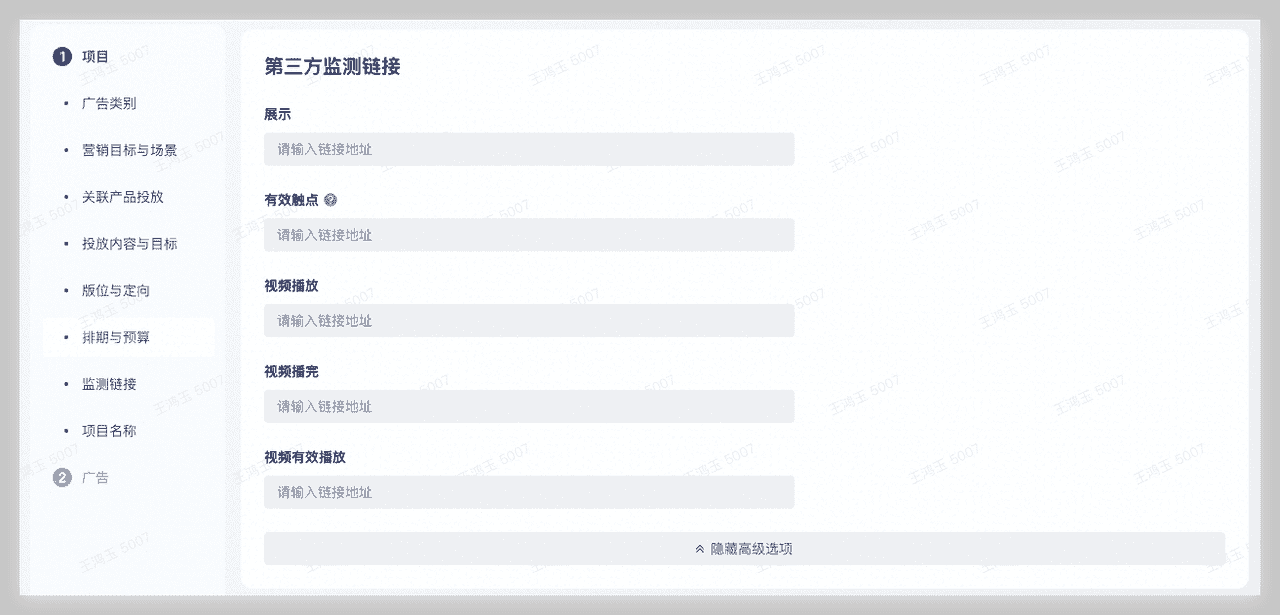 1 项目
• 广告类别
• 营销目标与场景
• 关联产品投放
• 投放内容与目标
• 版位与定向
• 排期与预算
• 监测链接
• 项目名称
2 广告
第三方监测链接
展示
请输入链接地址
有效触点 ?
请输入链接地址
视频播放
请输入链接地址
视频播完
请输入链接地址
视频有效播放
请输入链接地址
隐藏高级选项
王鸿玉 5007